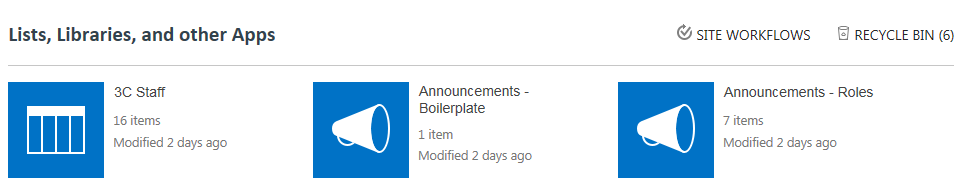 Lists, Libraries, and other Apps
SITE WORKFLOWS
RECYCLE BIN (6)
3C Staff
16 items
Modified 2 days ago
Announcements -
Boilerplate
1 item
Modified 2 days ago
Announcements - Roles
7 items
Modified 2 days ago